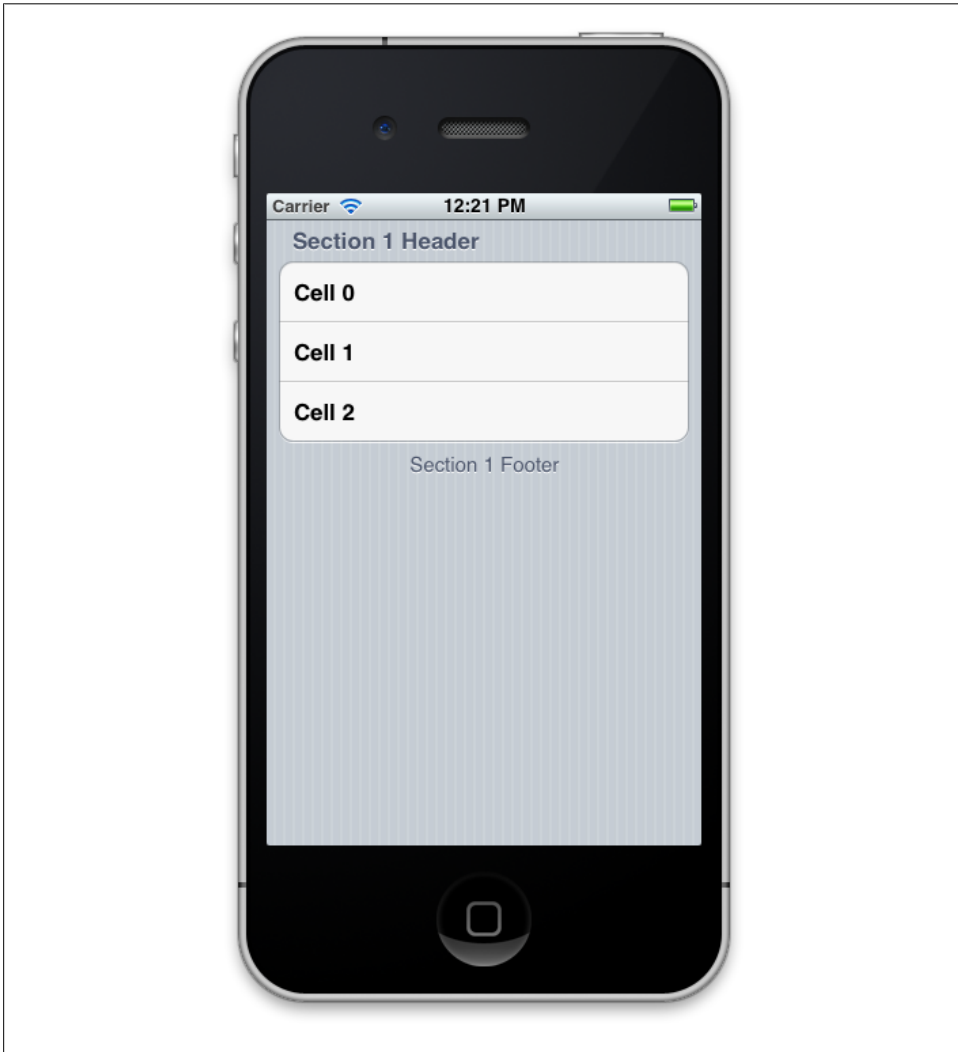 Carrier 12:21 PM
Section 1 Header
Cell 0
Cell 1
Cell 2
Section 1 Footer